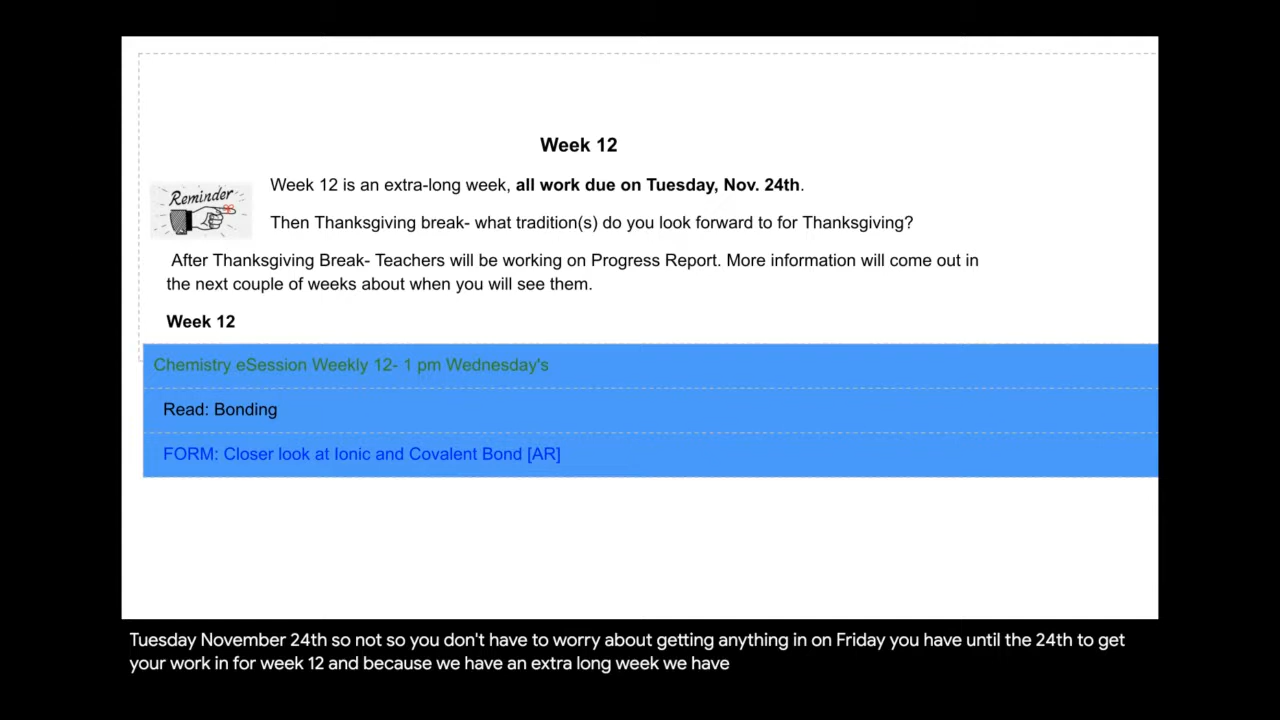 Week 12
Reminder
Week 12 is an extra-long week, all work due on Tuesday, Nov. 24th.
Then Thanksgiving break- what tradition(s) do you look forward to for Thanksgiving?
After Thanksgiving Break- Teachers will be working on Progress Report. More information will come out in
the next couple of weeks about when you will see them.
Week 12
Chemistry eSession Weekly 12- 1 pm Wednesday's
Read: Bonding
FORM: Closer look at Ionic and Covalent Bond [AR]
Tuesday November 24th so not so you don't have to worry about getting anything in on Friday you have until the 24th to get
your work in for week 12 and because we have an extra long week we have